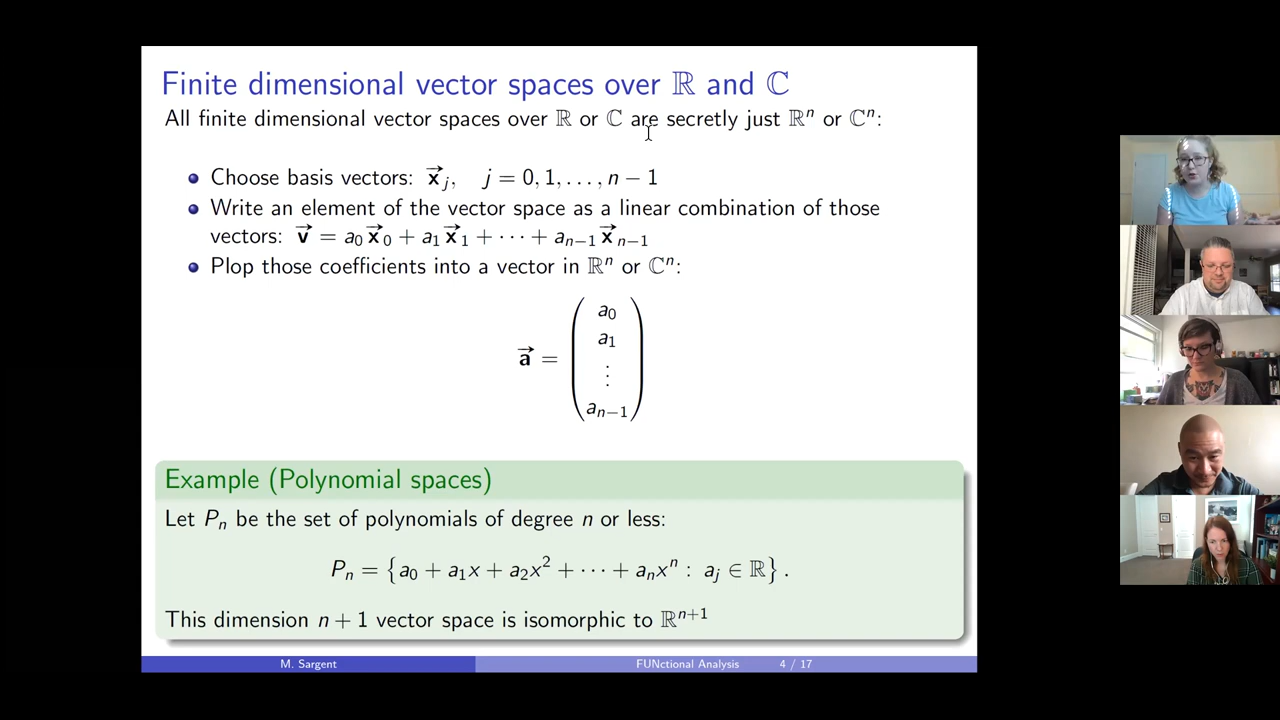 Finite dimensional vector spaces over ℝ and ℂ
All finite dimensional vector spaces over ℝ or ℂ are secretly just ℝⁿ or ℂⁿ:
Choose basis vectors: x⃗ⱼ, j = 0, 1, . . . , n − 1
Write an element of the vector space as a linear combination of those
vectors: v⃗ = a₀x⃗₀ + a₁x⃗₁ + ··· + aₙ₋₁x⃗ₙ₋₁
Plop those coefficients into a vector in ℝⁿ or ℂⁿ:
a⃗ = 
a₀
a₁
⋮
aₙ₋₁
Example (Polynomial spaces)
Let Pₙ be the set of polynomials of degree n or less:
Pₙ = {a₀ + a₁x + a₂x² + ··· + aₙxⁿ : aⱼ ∈ ℝ} .
This dimension n + 1 vector space is isomorphic to ℝⁿ⁺¹
M. Sargent FUNctional Analysis 4 / 17